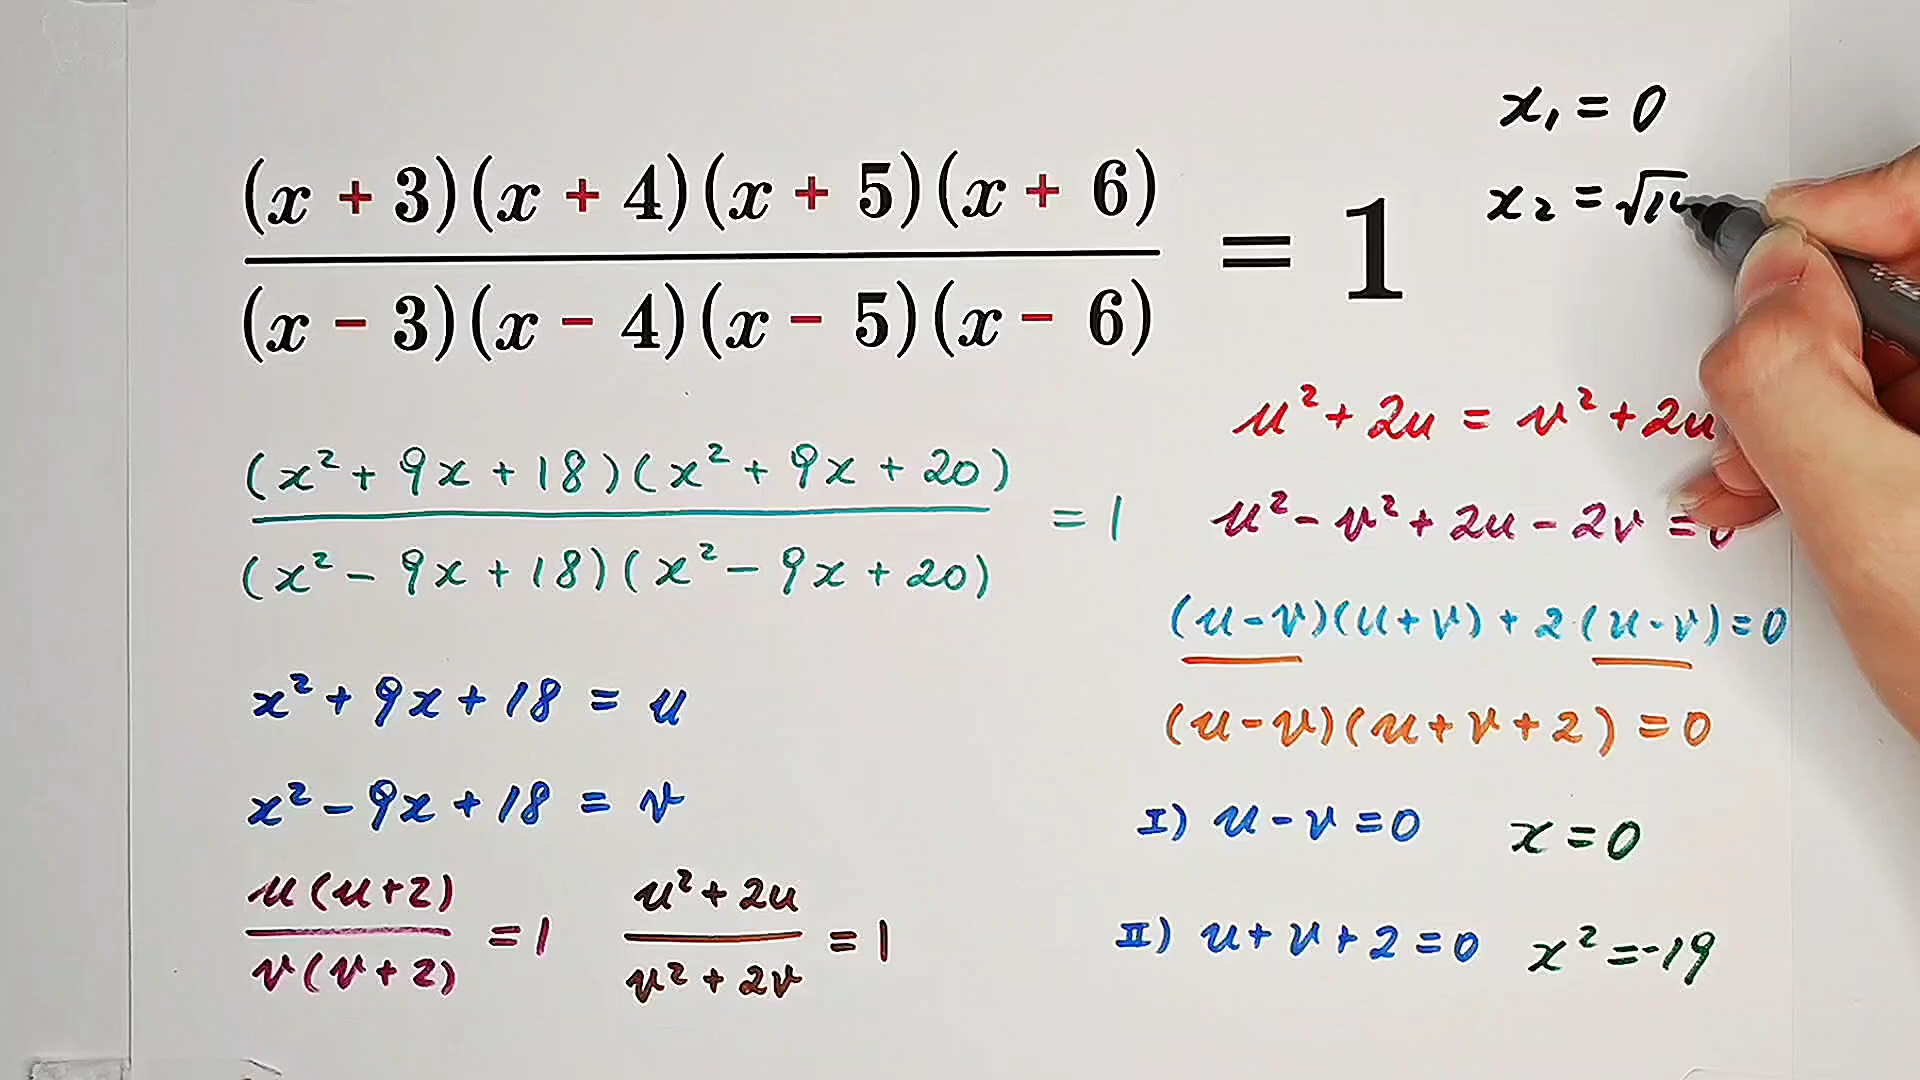 (x + 3)(x + 4)(x + 5)(x + 6)
(x − 3)(x − 4)(x − 5)(x − 6)
= 1
(x² + 9x + 18)(x² + 9x + 20)
(x² − 9x + 18)(x² − 9x + 20)
= 1
x² + 9x + 18 = u
x² − 9x + 18 = v
u(u+2)
v(v+2)
= 1
u² + 2u
v² + 2v
= 1
x₁ = 0
x₂ = √1
u² + 2u = v² + 2u
u² − v² + 2u − 2v = 0
(u−v)(u+v) + 2·(u−v) = 0
(u−v)(u+v+2) = 0
I) u − v = 0 x = 0
II) u + v + 2 = 0 x² = −19